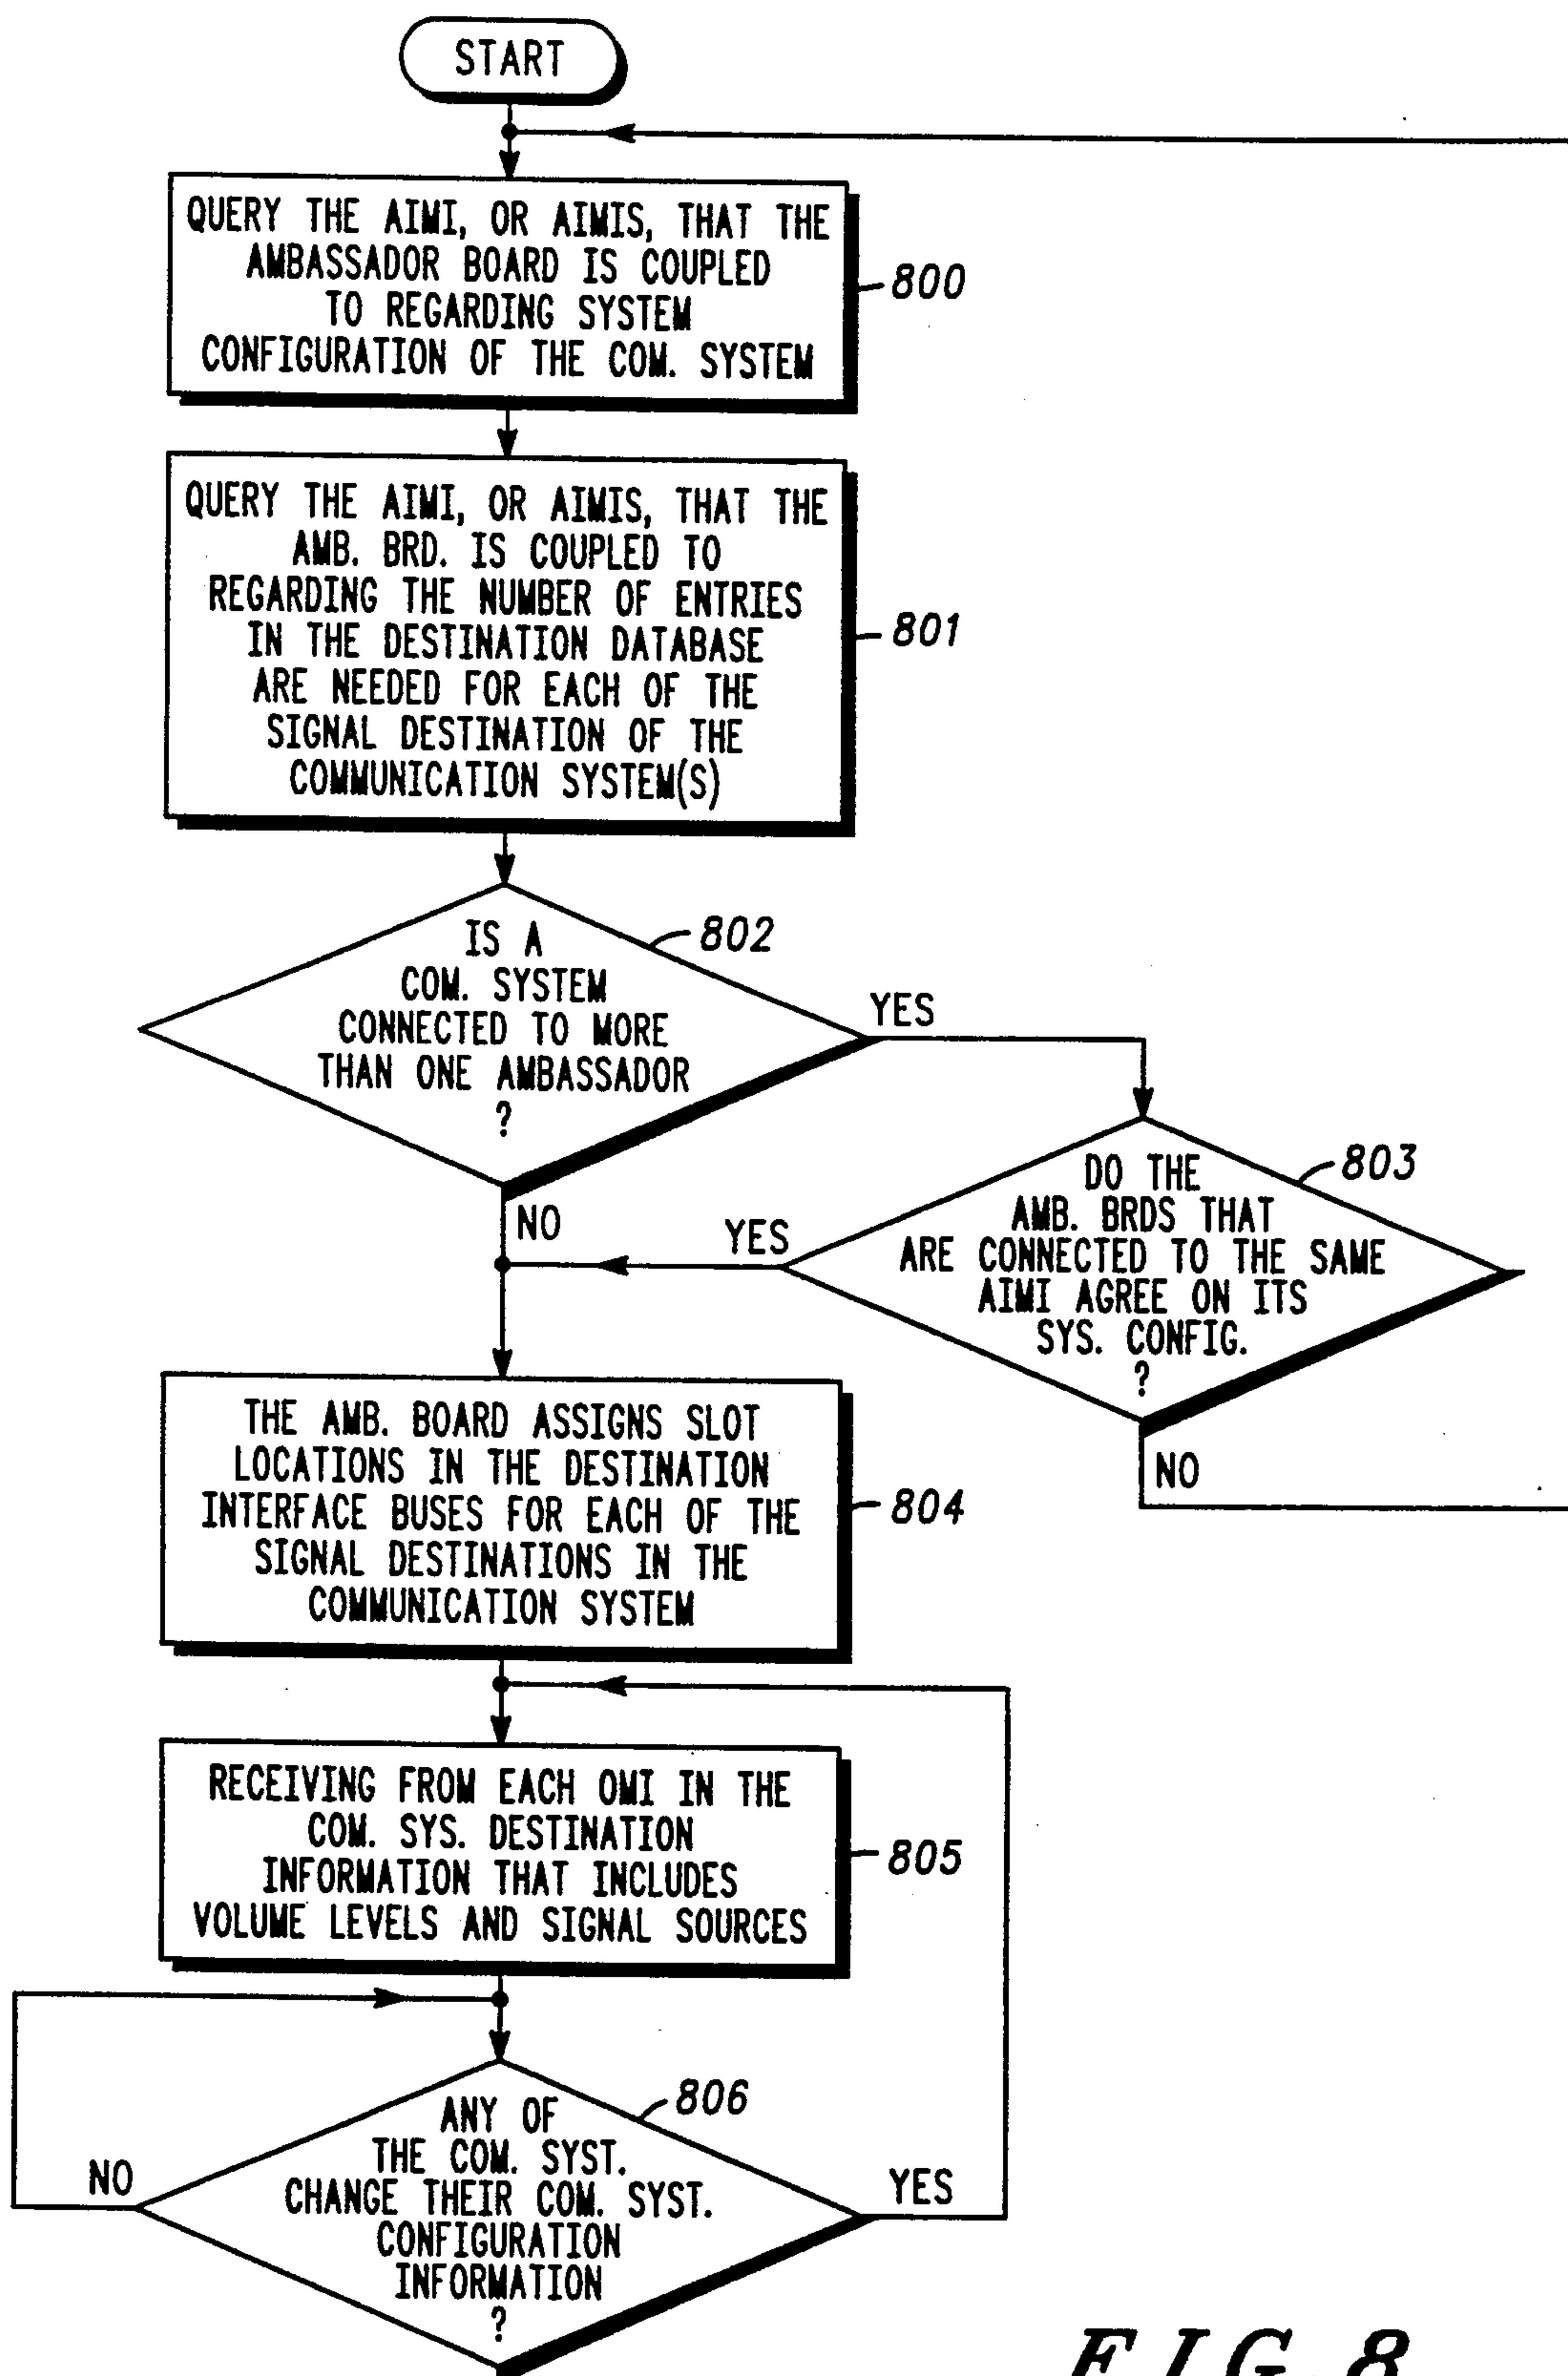 START
QUERY THE AIMI, OR AIMIS, THAT THE
AMBASSADOR BOARD IS COUPLED
TO REGARDING SYSTEM
CONFIGURATION OF THE COM. SYSTEM
800
QUERY THE AIMI, OR AIMIS, THAT THE
AMB. BRD. IS COUPLED TO
REGARDING THE NUMBER OF ENTRIES
IN THE DESTINATION DATABASE
ARE NEEDED FOR EACH OF THE
SIGNAL DESTINATION OF THE
COMMUNICATION SYSTEM(S)
801
IS A
COM. SYSTEM
CONNECTED TO MORE
THAN ONE AMBASSADOR
?
802
YES
NO
DO THE
AMB. BRDS THAT
ARE CONNECTED TO THE SAME
AIMI AGREE ON ITS
SYS. CONFIG.
?
803
YES
NO
THE AMB. BOARD ASSIGNS SLOT
LOCATIONS IN THE DESTINATION
INTERFACE BUSES FOR EACH OF THE
SIGNAL DESTINATIONS IN THE
COMMUNICATION SYSTEM
804
RECEIVING FROM EACH OMI IN THE
COM. SYS. DESTINATION
INFORMATION THAT INCLUDES
VOLUME LEVELS AND SIGNAL SOURCES
805
ANY OF
THE COM. SYST.
CHANGE THEIR COM. SYST.
CONFIGURATION
INFORMATION
?
806
NO
YES
FIG.8